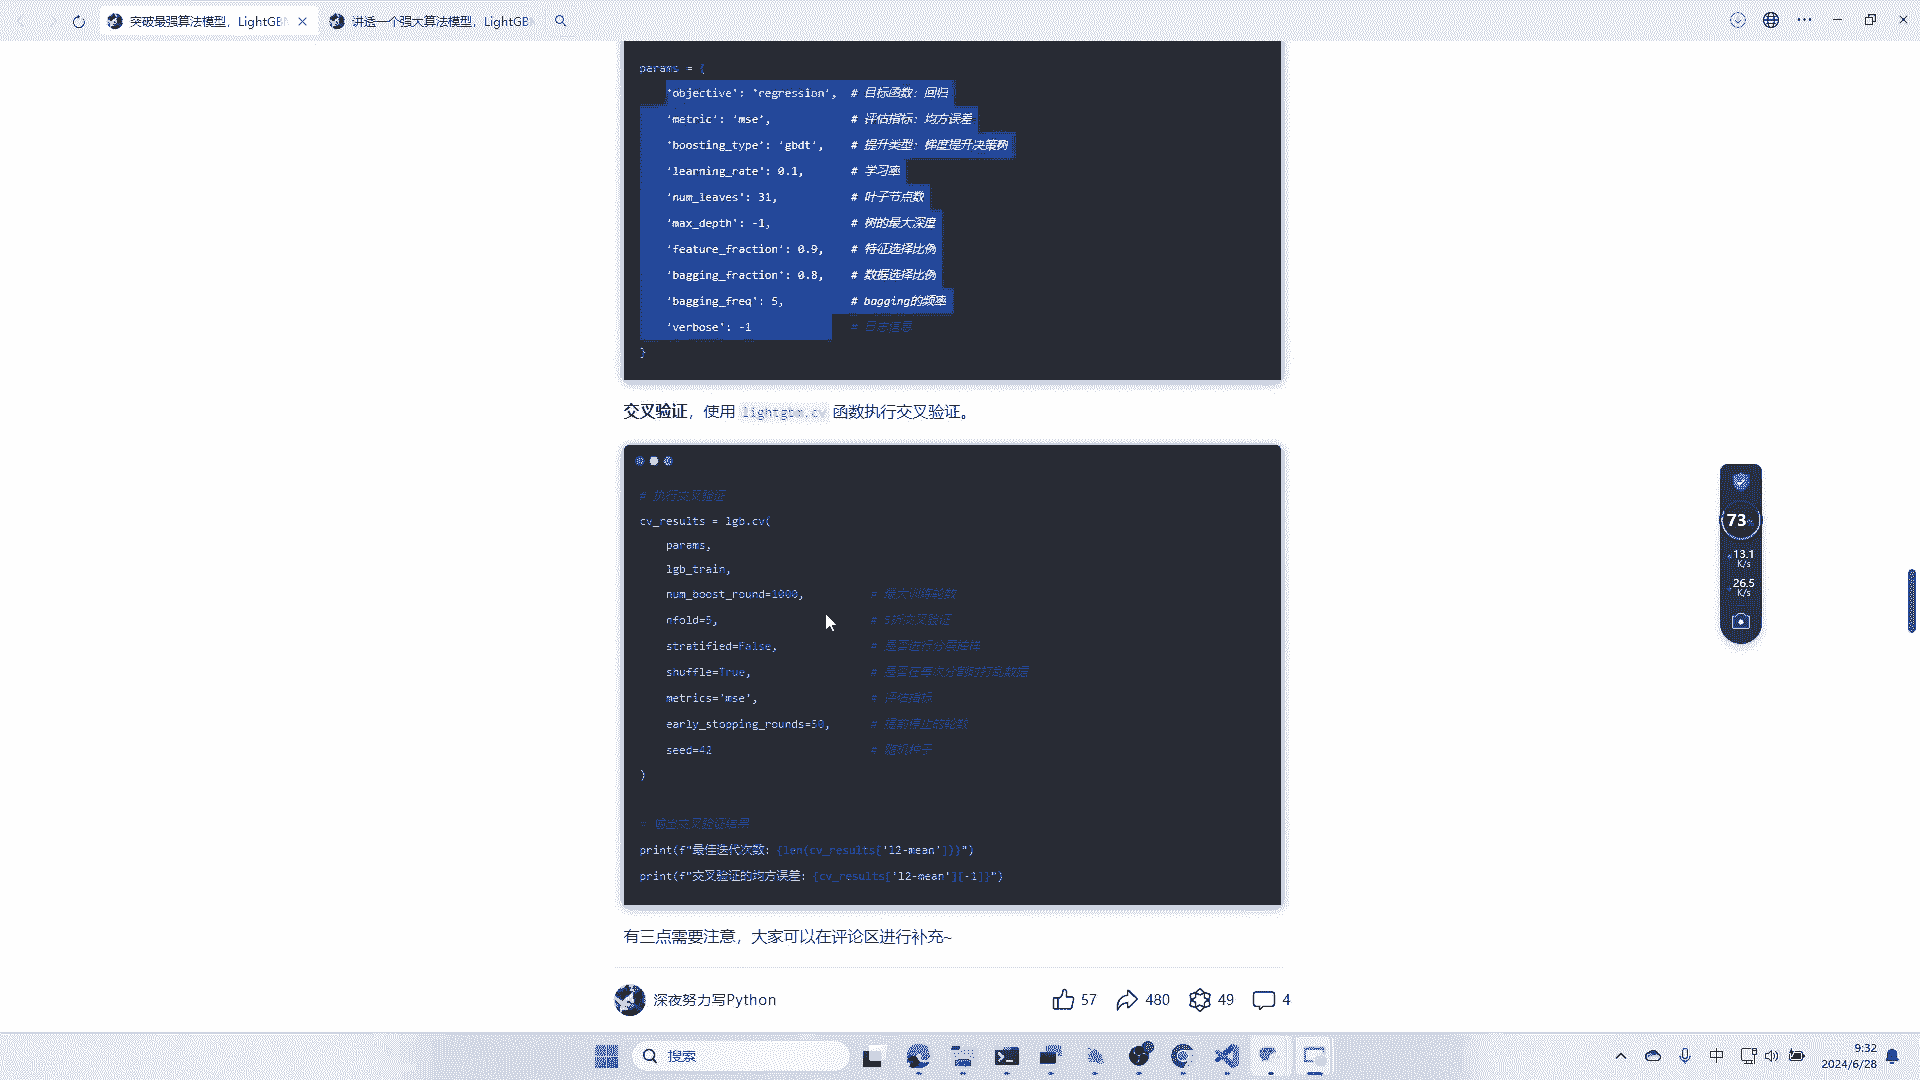 突破最强算法模型，LightGBM
讲透一个强大算法模型，LightGB
params = {
'objective': 'regression',  # 目标函数：回归
'metric': 'mse',  # 评估指标：均方误差
'boosting_type': 'gbdt',  # 提升类型：梯度提升决策树
'learning_rate': 0.1,  # 学习率
'num_leaves': 31,  # 叶子节点数
'max_depth': -1,  # 树的最大深度
'feature_fraction': 0.9,  # 特征选择比例
'bagging_fraction': 0.8,  # 数据选择比例
'bagging_freq': 5,  # bagging的频率
'verbose': -1  # 日志信息
}
交叉验证，使用 lightgbm.cv 函数执行交叉验证。
# 执行交叉验证
cv_results = lgb.cv(
params,
lgb_train,
num_boost_round=1000,  # 最大训练轮数
nfold=5,  # 5折交叉验证
stratified=False,  # 是否进行分层抽样
shuffle=True,  # 是否在每次分割时打乱数据
metrics='mse',  # 评估指标
early_stopping_rounds=50,  # 提前停止的轮数
seed=42  # 随机种子
)
# 输出交叉验证结果
print(f"最佳迭代次数: {len(cv_results['l2-mean'])}")
print(f"交叉验证的均方误差: {cv_results['l2-mean'][-1]}")
有三点需要注意，大家可以在评论区进行补充~
深夜努力写Python
57
480
49
4
73%
13.1
K/s
26.5
K/s
搜索
中
9:32
2024/6/28